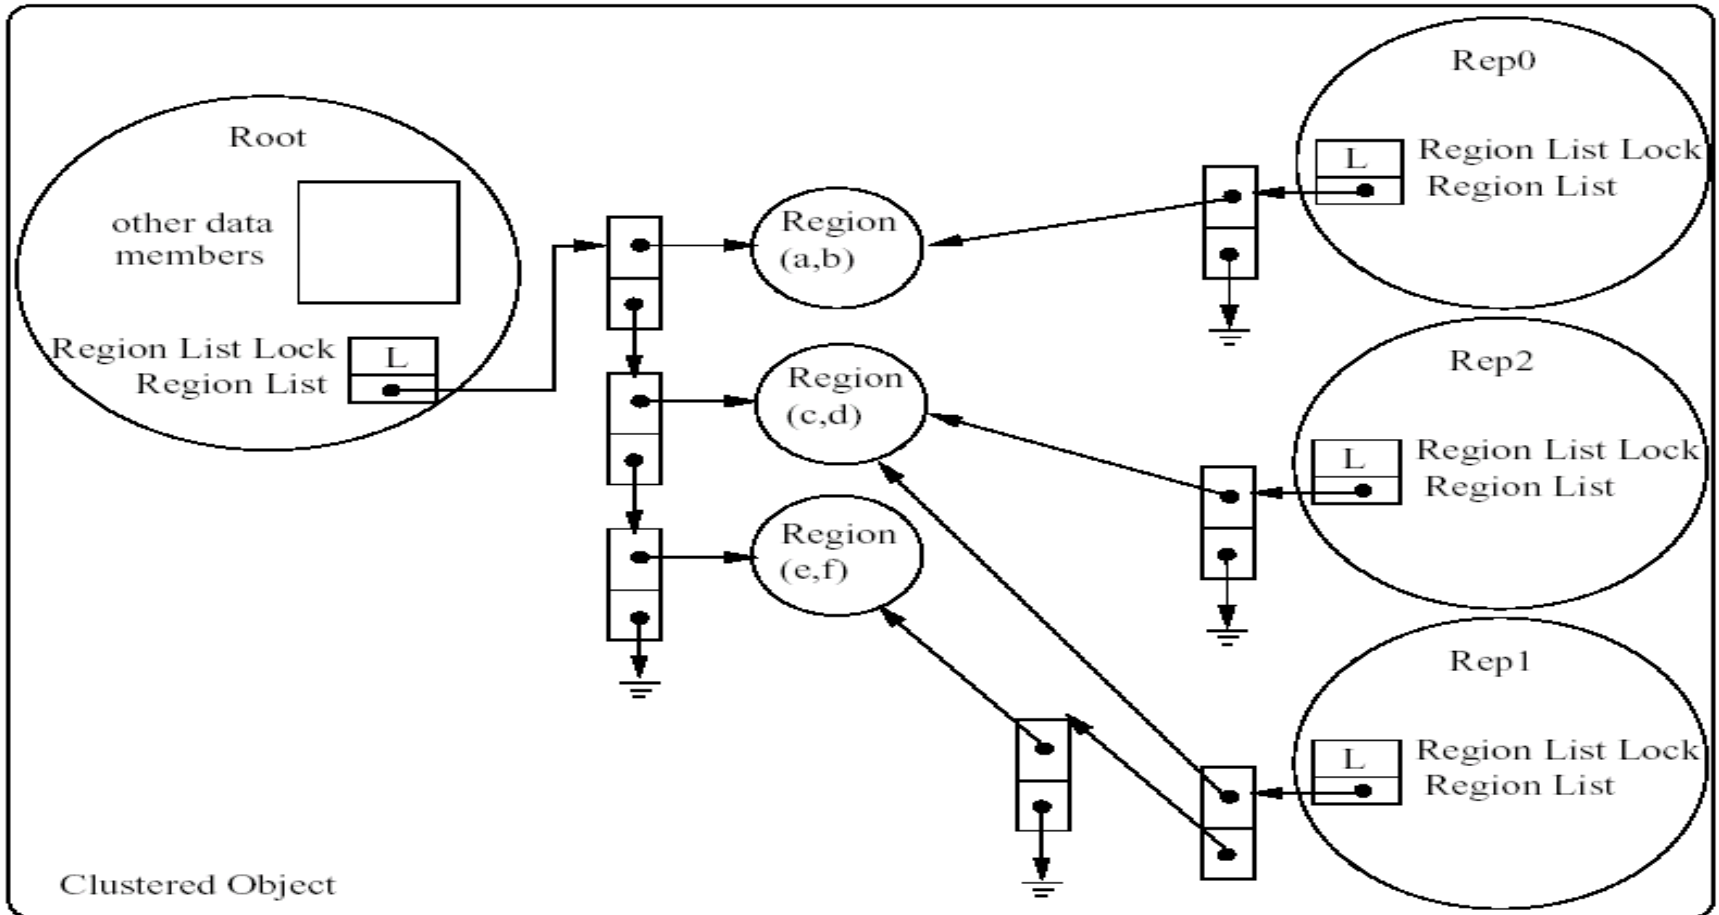 Root
other data
members
Region List Lock
L
Region List
Region
(a,b)
Region
(c,d)
Region
(e,f)
Rep0
L
Region List Lock
Region List
Rep2
L
Region List Lock
Region List
Rep1
L
Region List Lock
Region List
Clustered Object